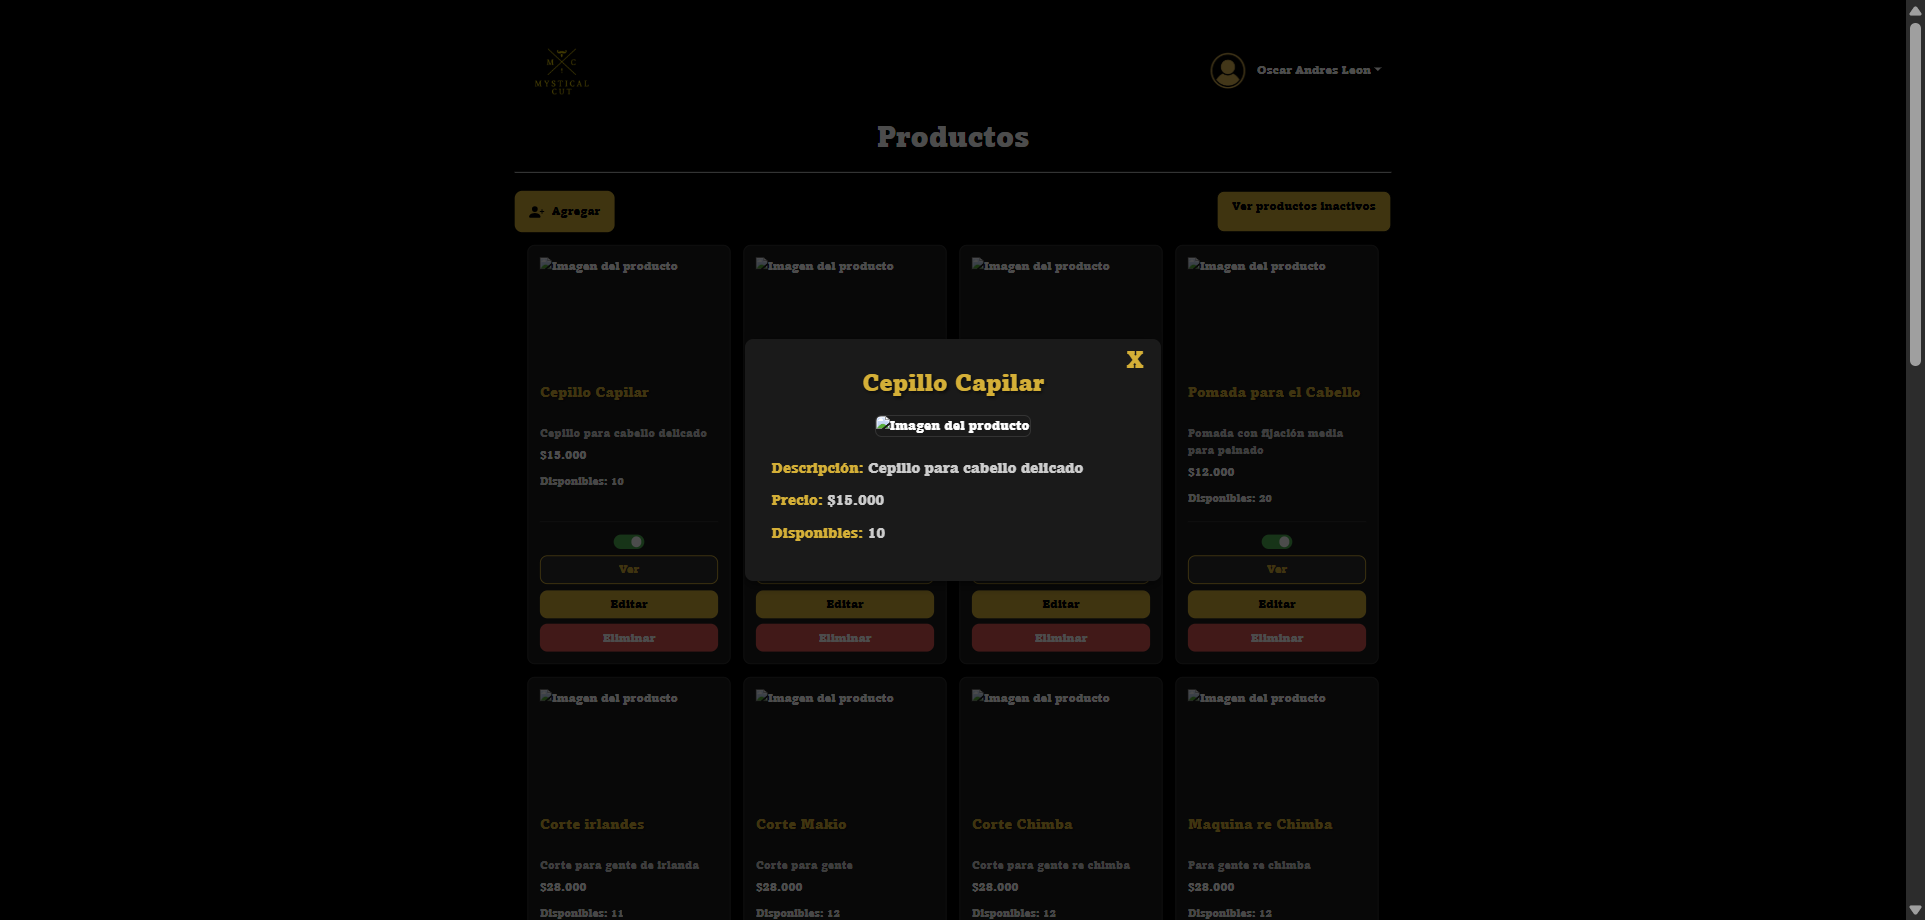 M C
MYSTICAL
CUT
Oscar Andres Leon
Productos
Agregar
Ver productos inactivos
Imagen del producto
Imagen del producto
Imagen del producto
Imagen del producto
X
Cepillo Capilar
Imagen del producto
Descripción: Cepillo para cabello delicado
Precio: $15.000
Disponibles: 10
Cepillo Capilar
Cepillo para cabello delicado
$15.000
Disponibles: 10
Pomada para el Cabello
Pomada con fijación media
para peinado
$12.000
Disponibles: 20
Ver
Ver
Editar
Editar
Editar
Editar
Eliminar
Eliminar
Eliminar
Eliminar
Imagen del producto
Imagen del producto
Imagen del producto
Imagen del producto
Corte irlandes
Corte Makio
Corte Chimba
Maquina re Chimba
Corte para gente de irlanda
Corte para gente
Corte para gente re chimba
Para gente re chimba
$28.000
$28.000
$28.000
$28.000
Disponibles: 11
Disponibles: 12
Disponibles: 12
Disponibles: 12